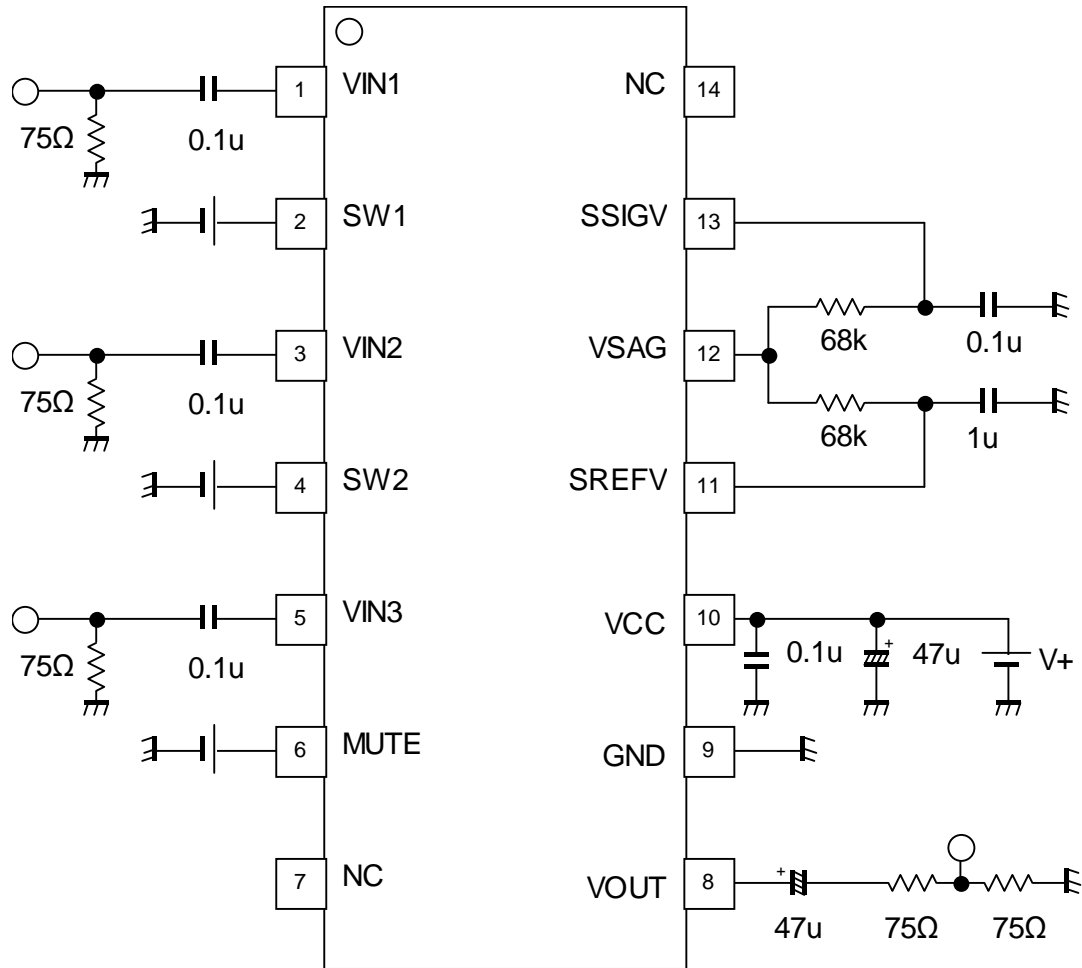 1 VIN1 NC 14
75Ω 0.1u
2 SW1 SSIGV 13
3 VIN2 VSAG 12 68k 0.1u
75Ω 0.1u 68k 1u
4 SW2 SREFV 11
5 VIN3 VCC 10
75Ω 0.1u 0.1u + 47u V+
6 MUTE GND 9
7 NC VOUT 8 +
47u 75Ω 75Ω